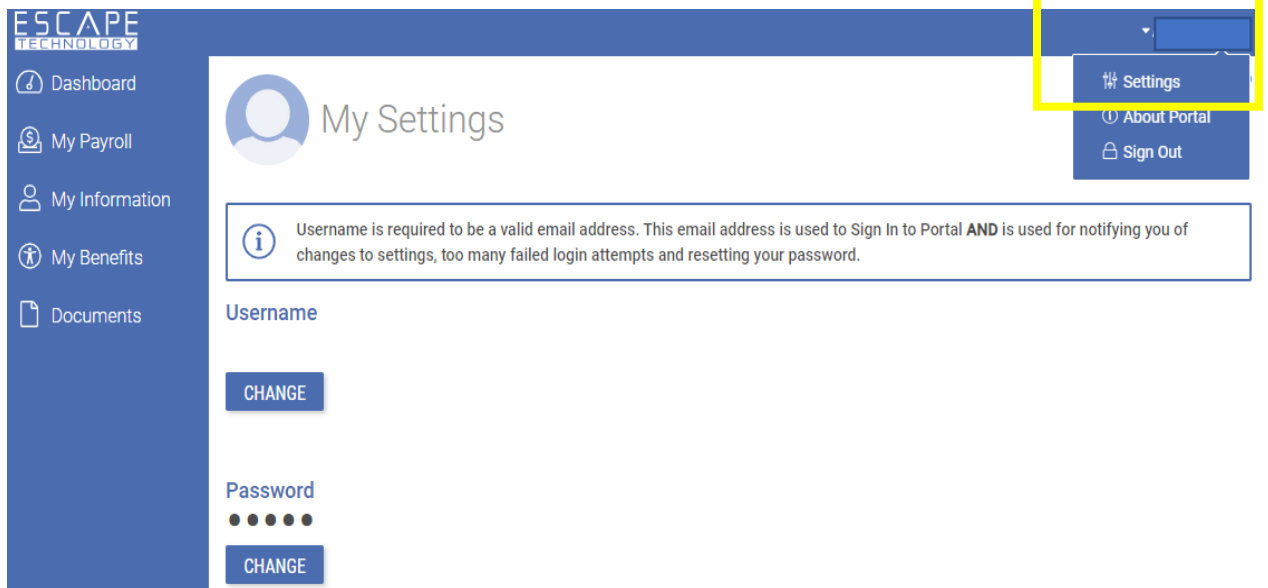 ESCAPE
TECHNOLOGY
Dashboard
My Payroll
My Information
My Benefits
Documents
Settings
About Portal
Sign Out
My Settings
Username is required to be a valid email address. This email address is used to Sign In to Portal AND is used for notifying you of
changes to settings, too many failed login attempts and resetting your password.
Username
CHANGE
Password
CHANGE